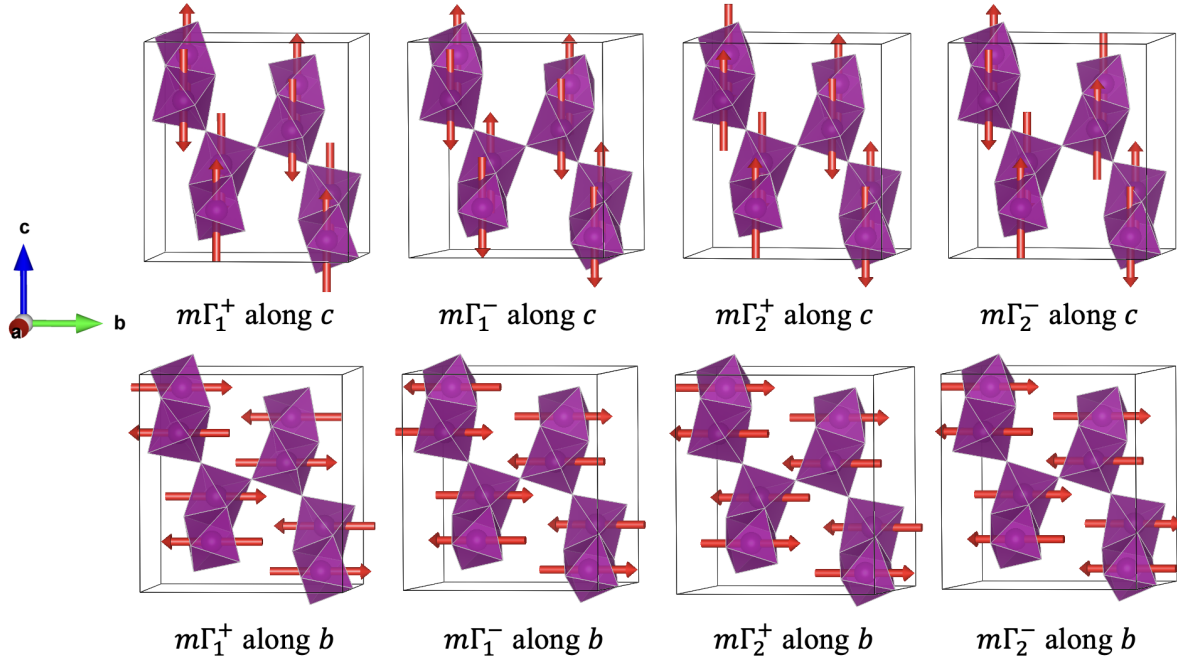 c
b
a
mΓ₁⁺ along c
mΓ₁⁻ along c
mΓ₂⁺ along c
mΓ₂⁻ along c
mΓ₁⁺ along b
mΓ₁⁻ along b
mΓ₂⁺ along b
mΓ₂⁻ along b